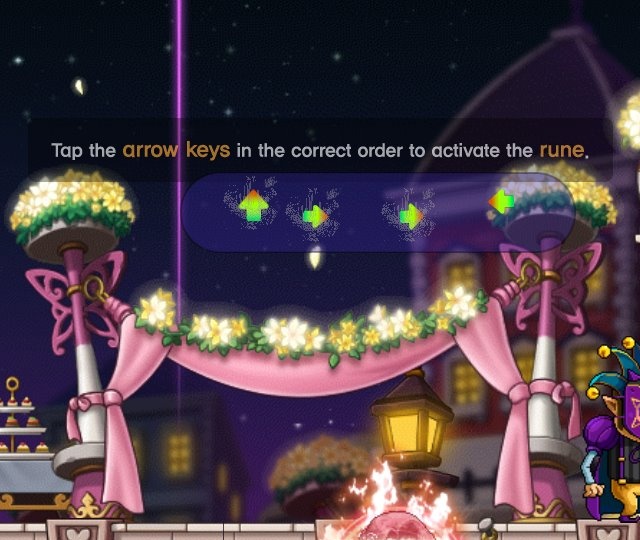 Tap the arrow keys in the correct order to activate the rune.